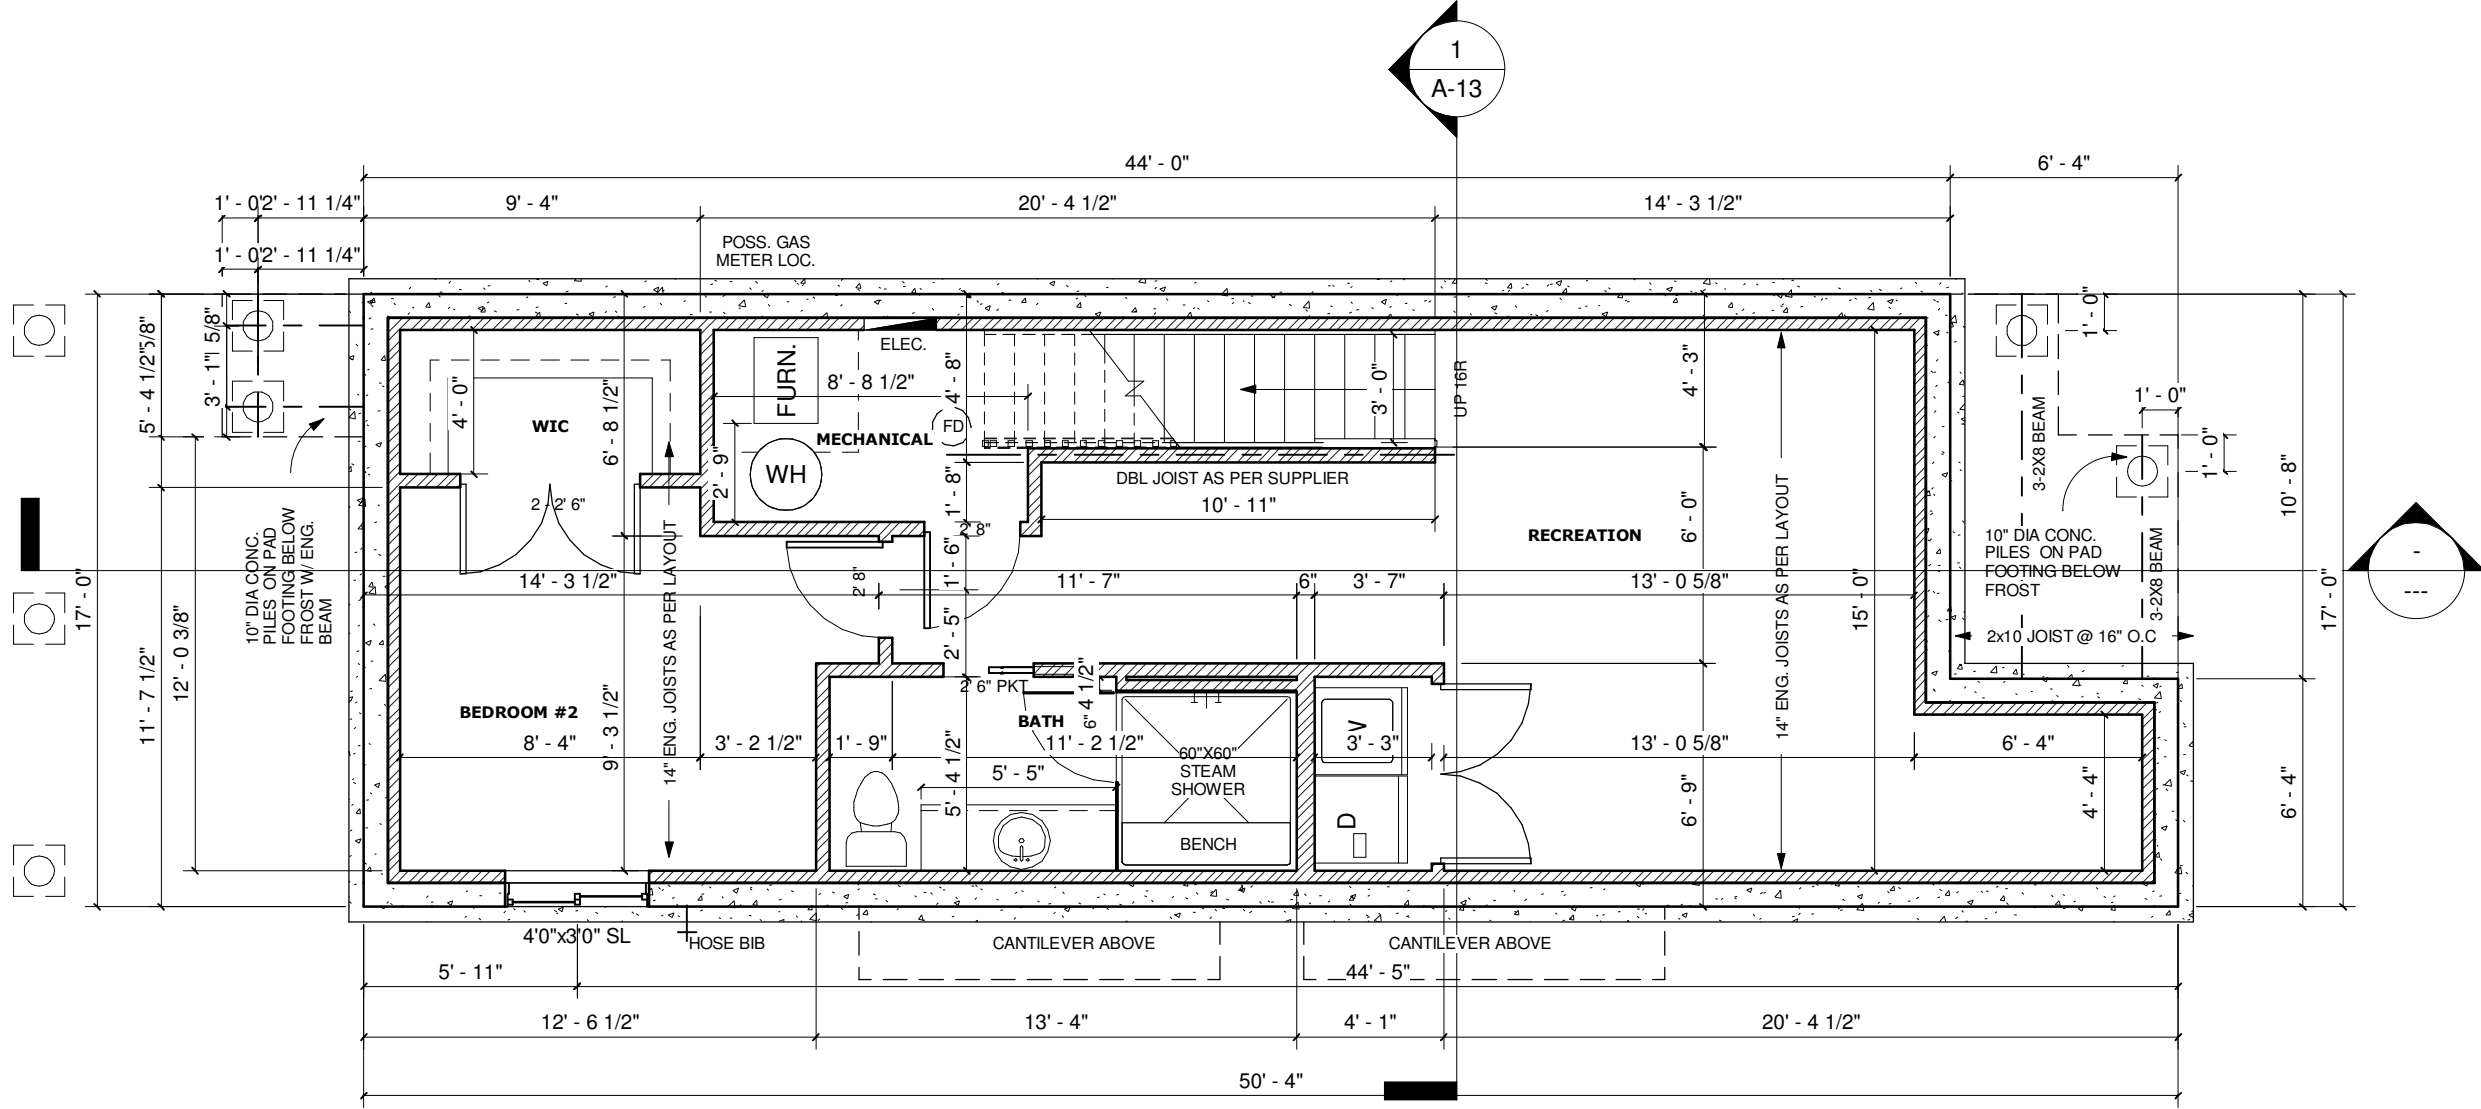 1
A-13
44' - 0"
6' - 4"
1' - 0"
2' - 11 1/4"
9' - 4"
20' - 4 1/2"
14' - 3 1/2"
1' - 0"
2' - 11 1/4"
POSS. GAS
METER LOC.
17' - 0"
5' - 4 1/2"
5/8"
3' - 1"
5/8"
11' - 7 1/2"
12' - 0 3/8"
10" DIA CONC.
PILES ON PAD
FOOTING BELOW
FROST W/ ENG.
BEAM
4' - 0"
WIC
6' - 8 1/2"
2 - 2' 6"
14' - 3 1/2"
14" ENG. JOISTS AS PER LAYOUT
FURN.
ELEC.
8' - 8 1/2"
MECHANICAL
FD
WH
2' - 9"
4' - 8"
1' - 8"
2' 8"
1' - 6"
2' 8"
2' - 5"
3' - 0"
UP 16R
DBL JOIST AS PER SUPPLIER
10' - 11"
11' - 7"
6"
3' - 7"
13' - 0 5/8"
4' - 3"
6' - 0"
RECREATION
14" ENG. JOISTS AS PER LAYOUT
15' - 0"
1' - 0"
1' - 0"
1' - 0"
3-2X8 BEAM
3-2X8 BEAM
10" DIA CONC.
PILES ON PAD
FOOTING BELOW
FROST
2x10 JOIST @ 16" O.C
10' - 8"
17' - 0"
6' - 4"
-
---
BEDROOM #2
8' - 4"
9' - 3 1/2"
3' - 2 1/2"
1' - 9"
2' 6" PKT
BATH
4 1/2"
6"
11' - 2 1/2"
5' - 5"
5' - 4 1/2"
60"X60"
STEAM
SHOWER
BENCH
W
D
3' - 3"
13' - 0 5/8"
6' - 9"
6' - 4"
4' - 4"
4'0"x3'0" SL
HOSE BIB
CANTILEVER ABOVE
CANTILEVER ABOVE
5' - 11"
44' - 5"
12' - 6 1/2"
13' - 4"
4' - 1"
20' - 4 1/2"
50' - 4"